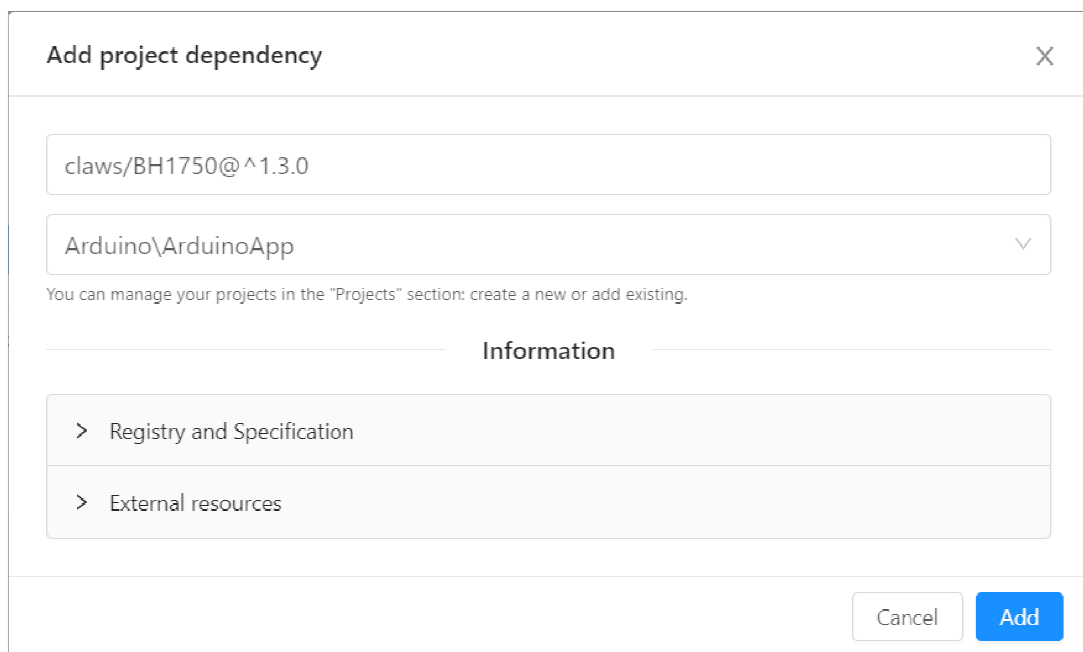 Add project dependency
claws/BH1750@^1.3.0
Arduino\ArduinoApp
You can manage your projects in the "Projects" section: create a new or add existing.
Information
Registry and Specification
External resources
Cancel
Add